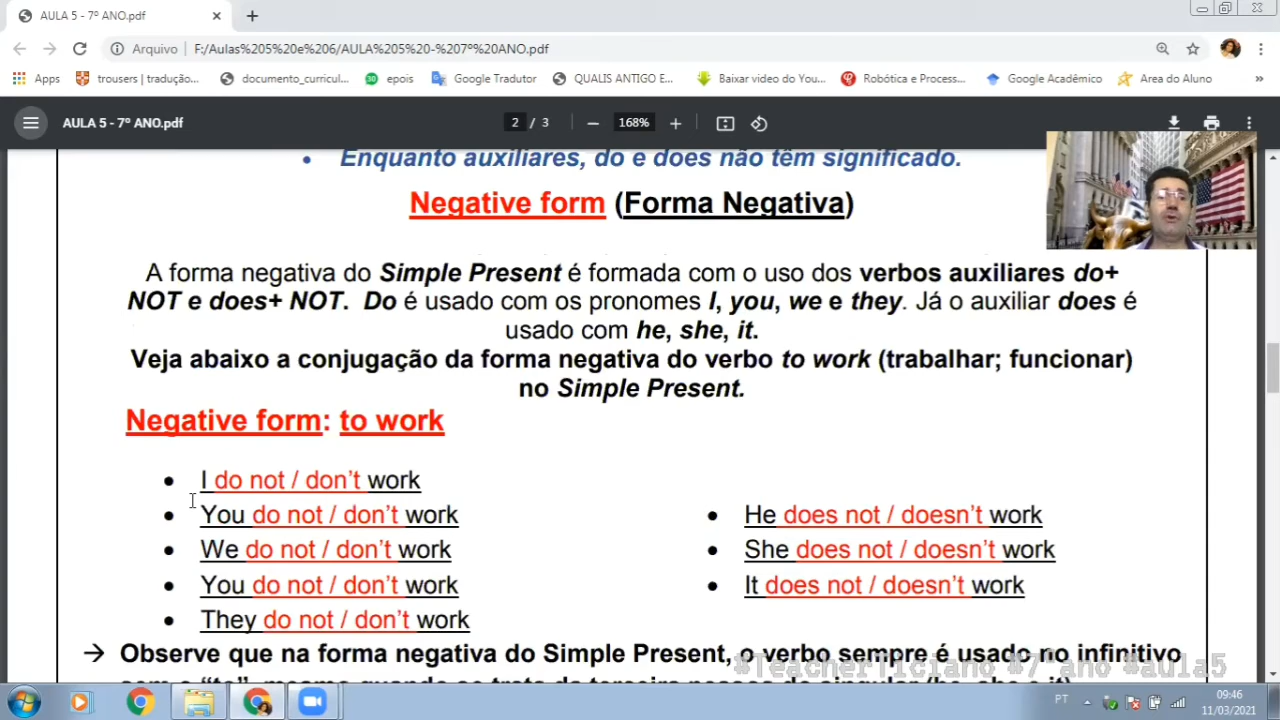 AULA 5 - 7º ANO.pdf
Arquivo F:/Aulas%205%20e%206/AULA%205%20-%207º%20ANO.pdf
Apps trousers | tradução... documento_curricul... epois Google Tradutor QUALIS ANTIGO E... Baixar video do You... Robótica e Process... Google Acadêmico Área do Aluno »
AULA 5 - 7º ANO.pdf 2 / 3 168%
Enquanto auxiliares, do e does não têm significado.
Negative form (Forma Negativa)
A forma negativa do Simple Present é formada com o uso dos verbos auxiliares do+
NOT e does+ NOT. Do é usado com os pronomes I, you, we e they. Já o auxiliar does é
usado com he, she, it.
Veja abaixo a conjugação da forma negativa do verbo to work (trabalhar; funcionar)
no Simple Present.
Negative form: to work
I do not / don't work
You do not / don't work
We do not / don't work
You do not / don't work
They do not / don't work
He does not / doesn't work
She does not / doesn't work
It does not / doesn't work
→ Observe que na forma negativa do Simple Present, o verbo sempre é usado no infinitivo
#TeacherTiciano #7°ano #aula5
PT 09:46
11/03/2021